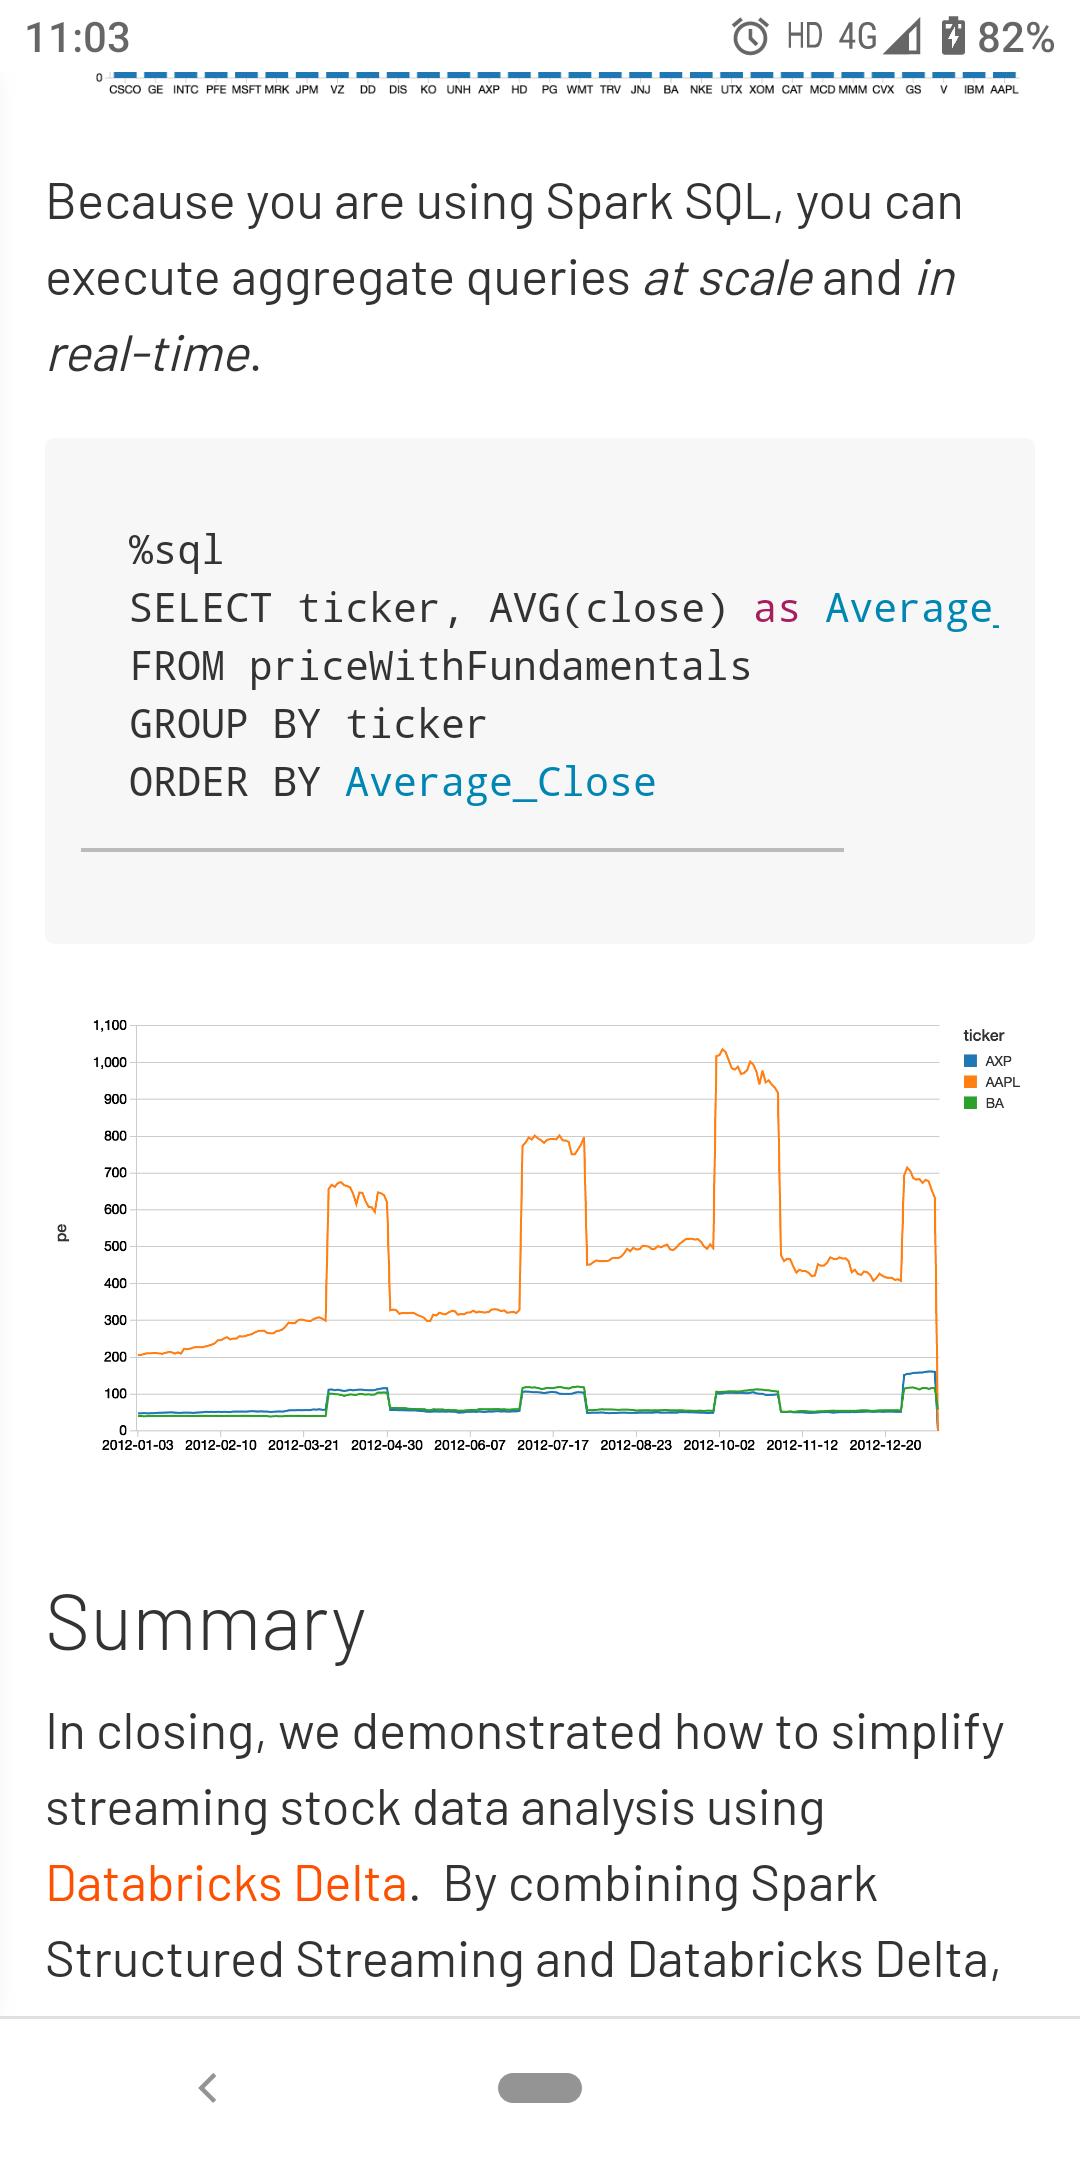 11:03 HD 4G 82%
0
CSCO GE INTC PFE MSFT MRK JPM VZ DD DIS KO UNH AXP HD PG WMT TRV JNJ BA NKE UTX XOM CAT MCD MMM CVX GS V IBM AAPL
Because you are using Spark SQL, you can
execute aggregate queries at scale and in
real-time.
%sql
SELECT ticker, AVG(close) as Average_
FROM priceWithFundamentals
GROUP BY ticker
ORDER BY Average_Close
1,100
1,000
900
800
700
600
500
400
300
200
100
0
pe
2012-01-03 2012-02-10 2012-03-21 2012-04-30 2012-06-07 2012-07-17 2012-08-23 2012-10-02 2012-11-12 2012-12-20
ticker
AXP
AAPL
BA
Summary
In closing, we demonstrated how to simplify
streaming stock data analysis using
Databricks Delta. By combining Spark
Structured Streaming and Databricks Delta,